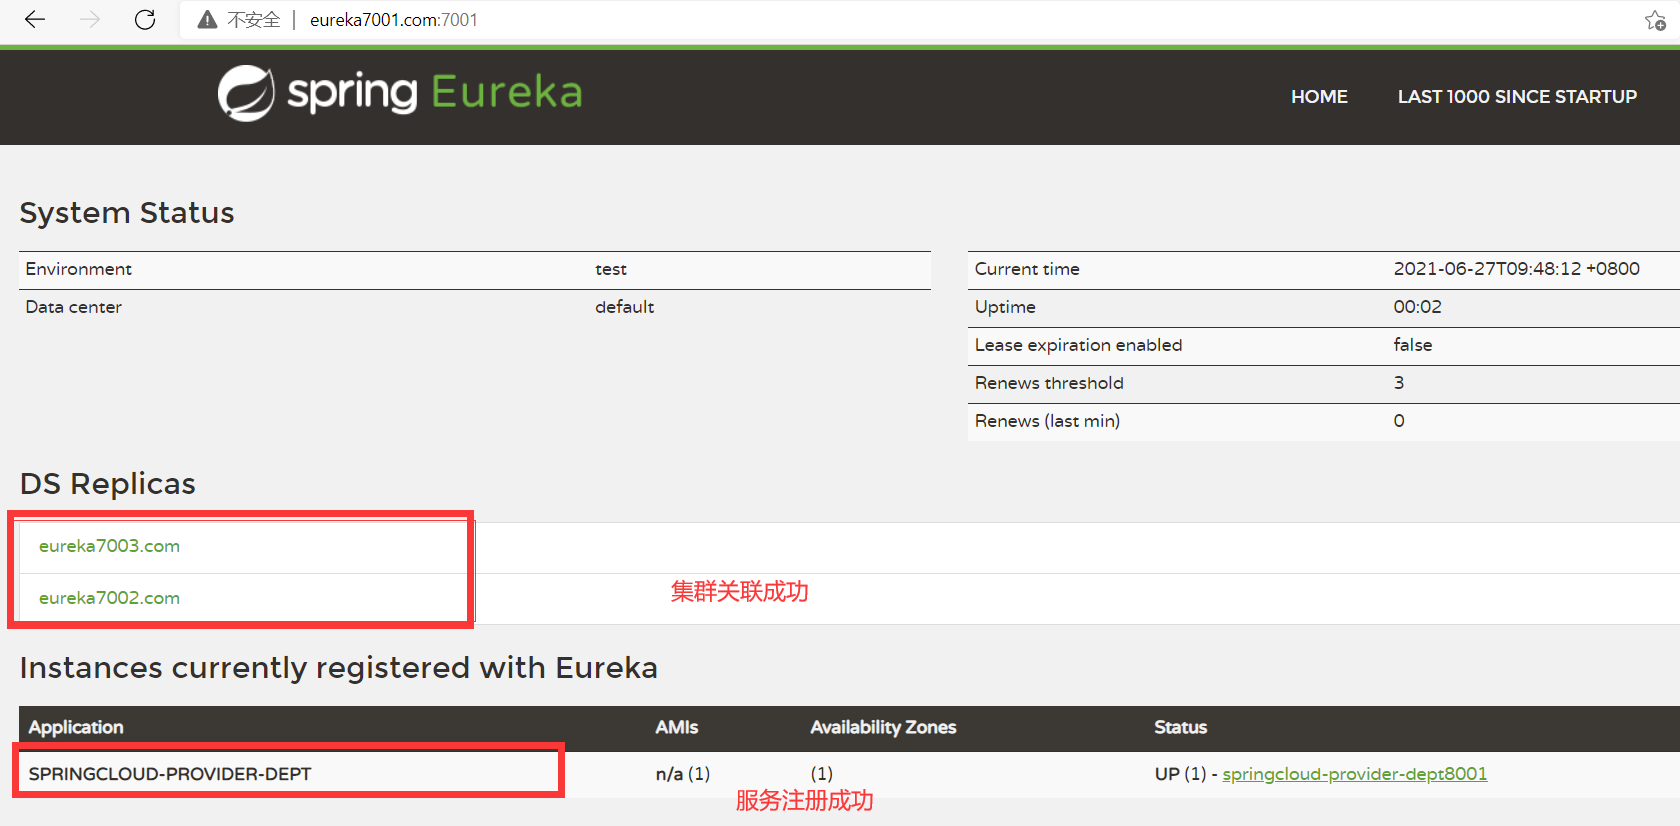 不安全 | eureka7001.com:7001
spring Eureka
HOME LAST 1000 SINCE STARTUP
System Status
Environment test
Data center default
Current time 2021-06-27T09:48:12 +0800
Uptime 00:02
Lease expiration enabled false
Renews threshold 3
Renews (last min) 0
DS Replicas
eureka7003.com
eureka7002.com
集群关联成功
Instances currently registered with Eureka
Application AMIs Availability Zones Status
SPRINGCLOUD-PROVIDER-DEPT n/a (1) (1) UP (1) - springcloud-provider-dept8001
服务注册成功